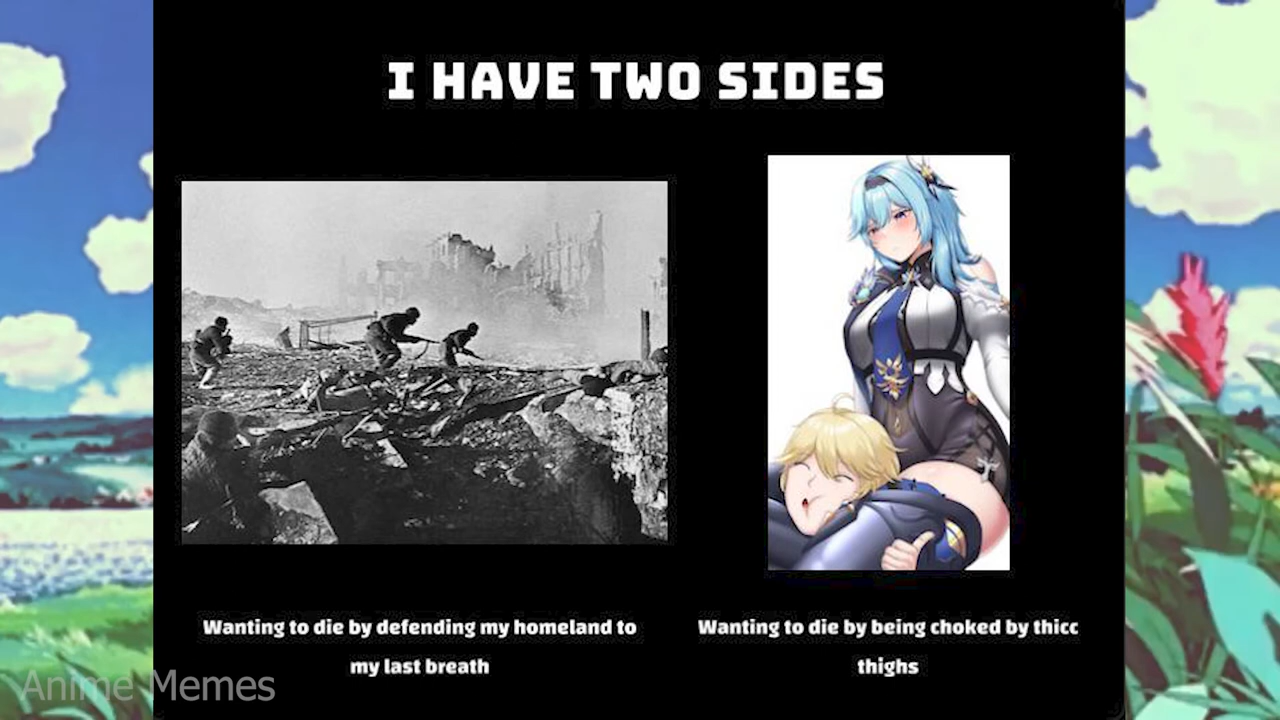 I HAVE TWO SIDES
Wanting to die by defending my homeland to
my last breath
Wanting to die by being choked by thicc
thighs
Anime Memes